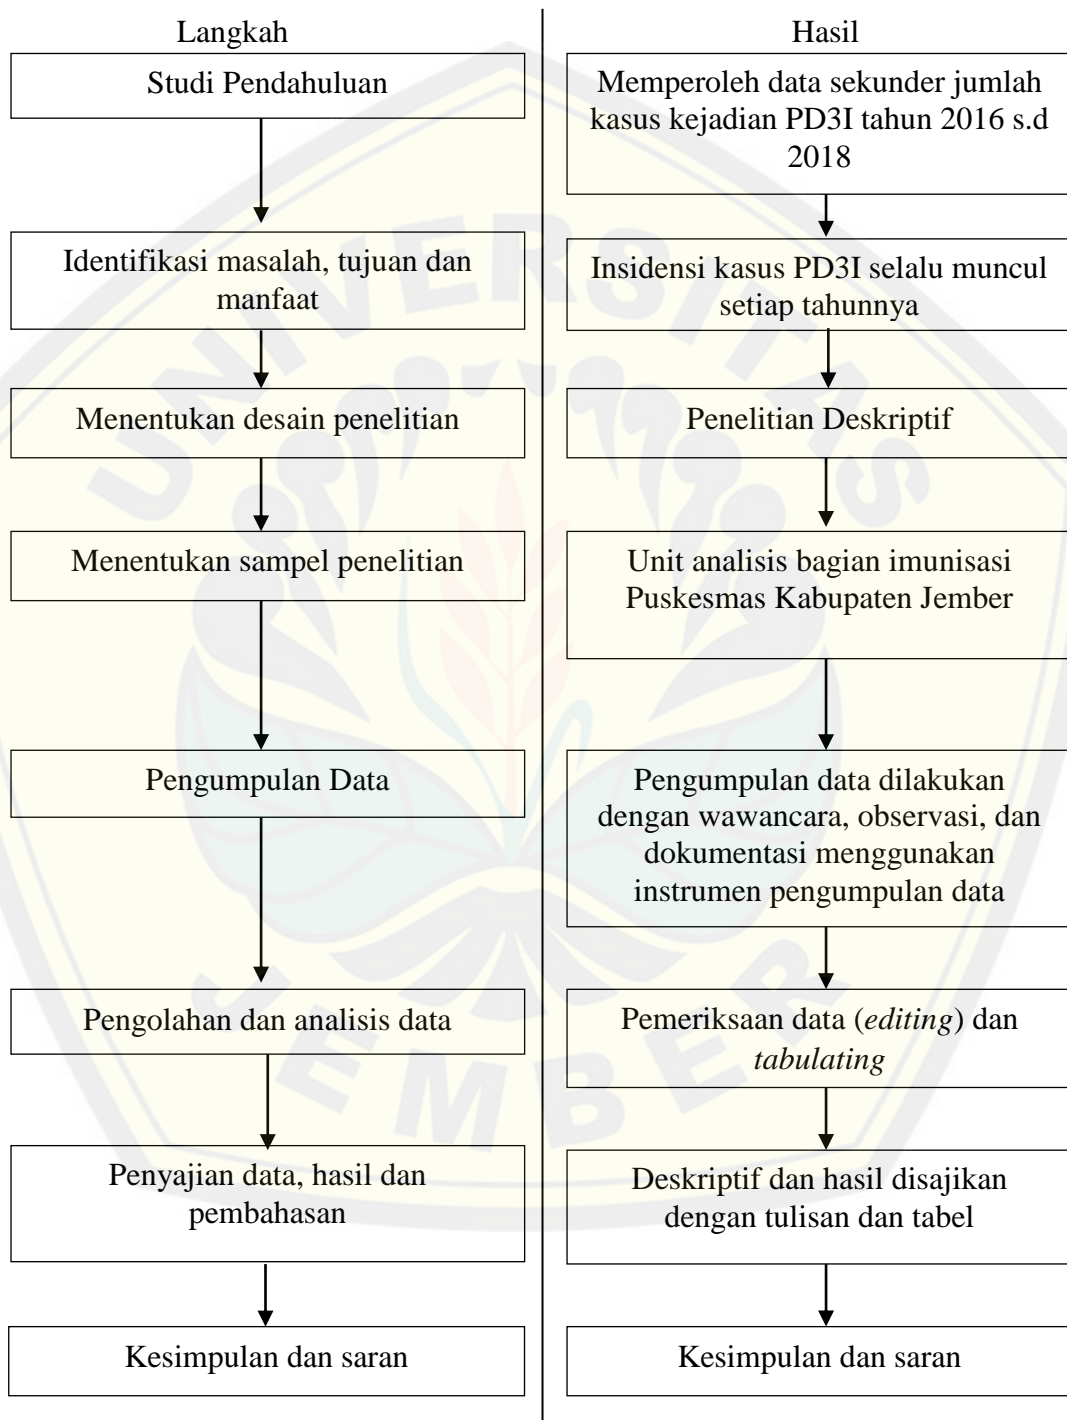 Langkah
Studi Pendahuluan
Identifikasi masalah, tujuan dan
manfaat
Menentukan desain penelitian
Menentukan sampel penelitian
Pengumpulan Data
Pengolahan dan analisis data
Penyajian data, hasil dan
pembahasan
Kesimpulan dan saran
Hasil
Memperoleh data sekunder jumlah
kasus kejadian PD3I tahun 2016 s.d
2018
Insidensi kasus PD3I selalu muncul
setiap tahunnya
Penelitian Deskriptif
Unit analisis bagian imunisasi
Puskesmas Kabupaten Jember
Pengumpulan data dilakukan
dengan wawancara, observasi, dan
dokumentasi menggunakan
instrumen pengumpulan data
Pemeriksaan data (editing) dan
tabulating
Deskriptif dan hasil disajikan
dengan tulisan dan tabel
Kesimpulan dan saran
UNIVERSITAS
JEMBER